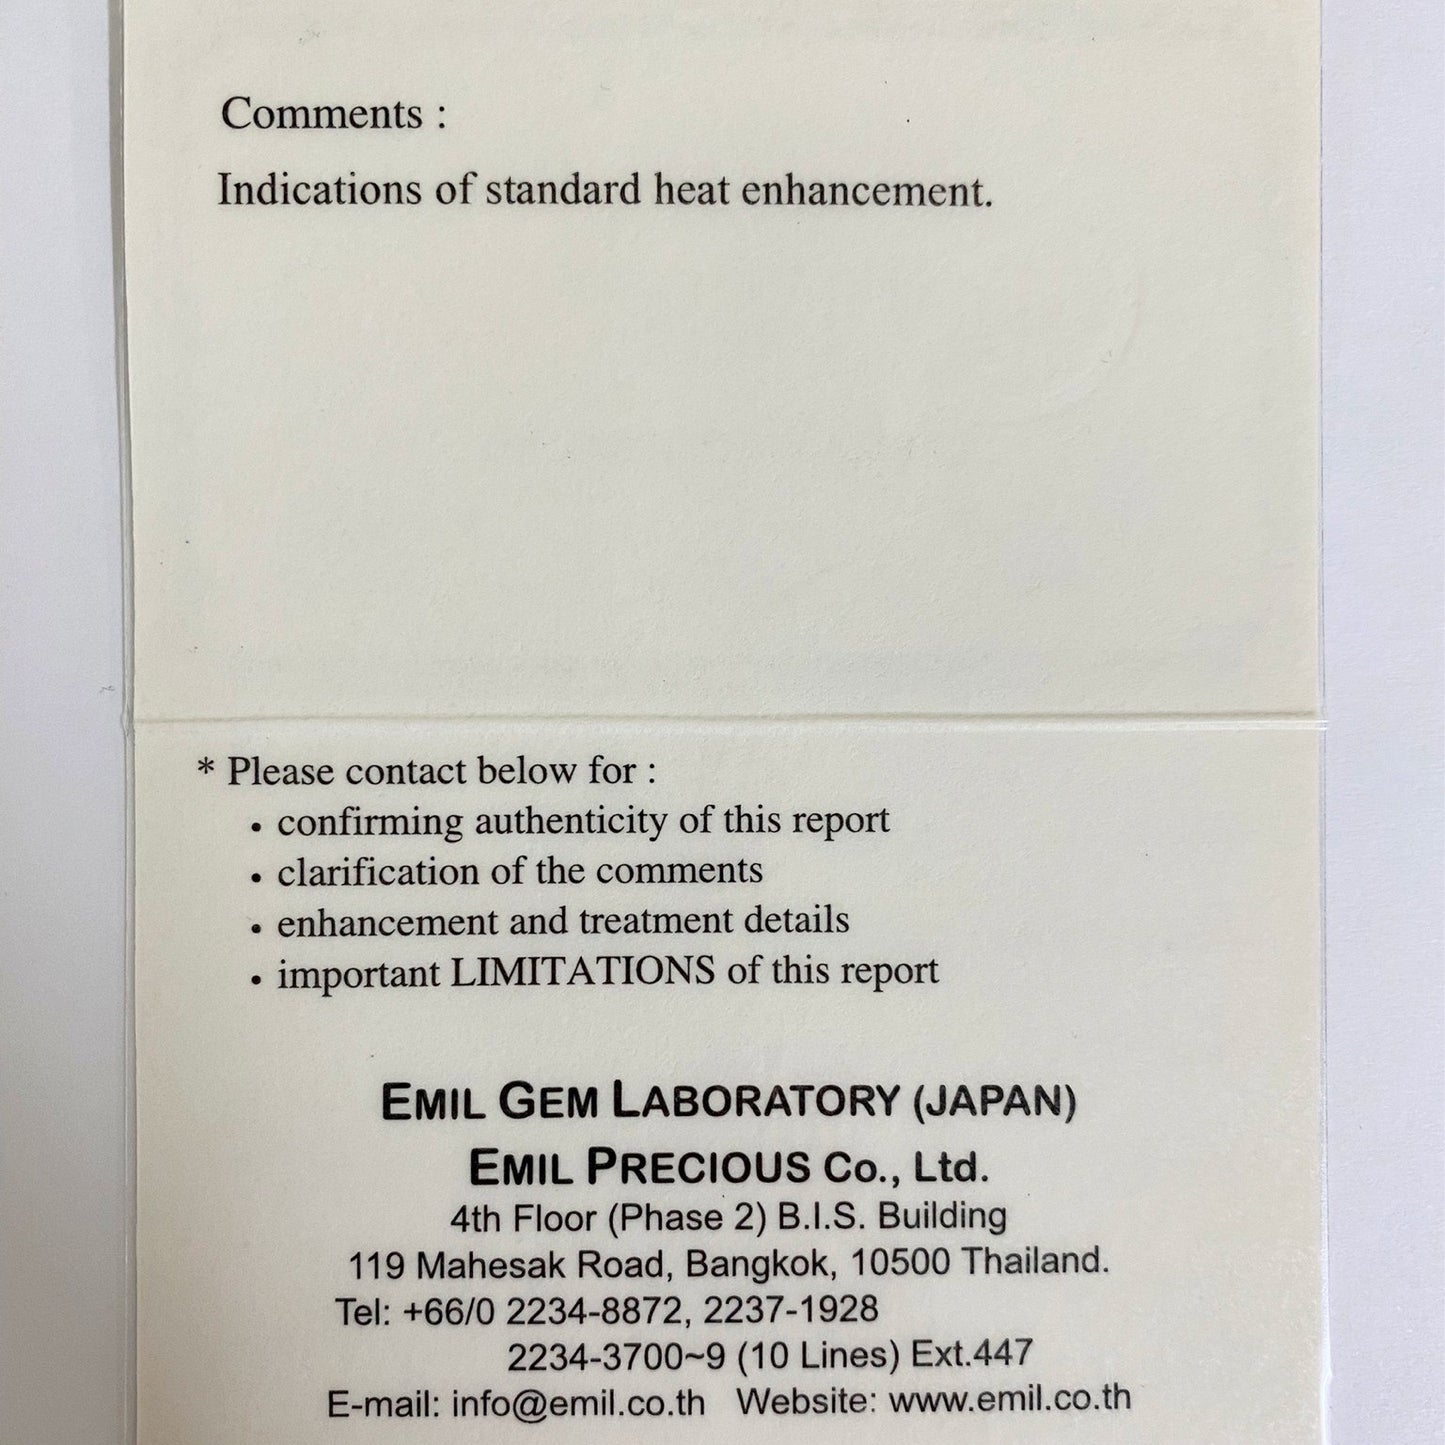 Comments :
Indications of standard heat enhancement.
* Please contact below for :
• confirming authenticity of this report
• clarification of the comments
• enhancement and treatment details
• important LIMITATIONS of this report
EMIL GEM LABORATORY (JAPAN)
EMIL PRECIOUS Co., Ltd.
4th Floor (Phase 2) B.I.S. Building
119 Mahesak Road, Bangkok, 10500 Thailand.
Tel: +66/0 2234-8872, 2237-1928
2234-3700~9 (10 Lines) Ext.447
E-mail: info@emil.co.th Website: www.emil.co.th